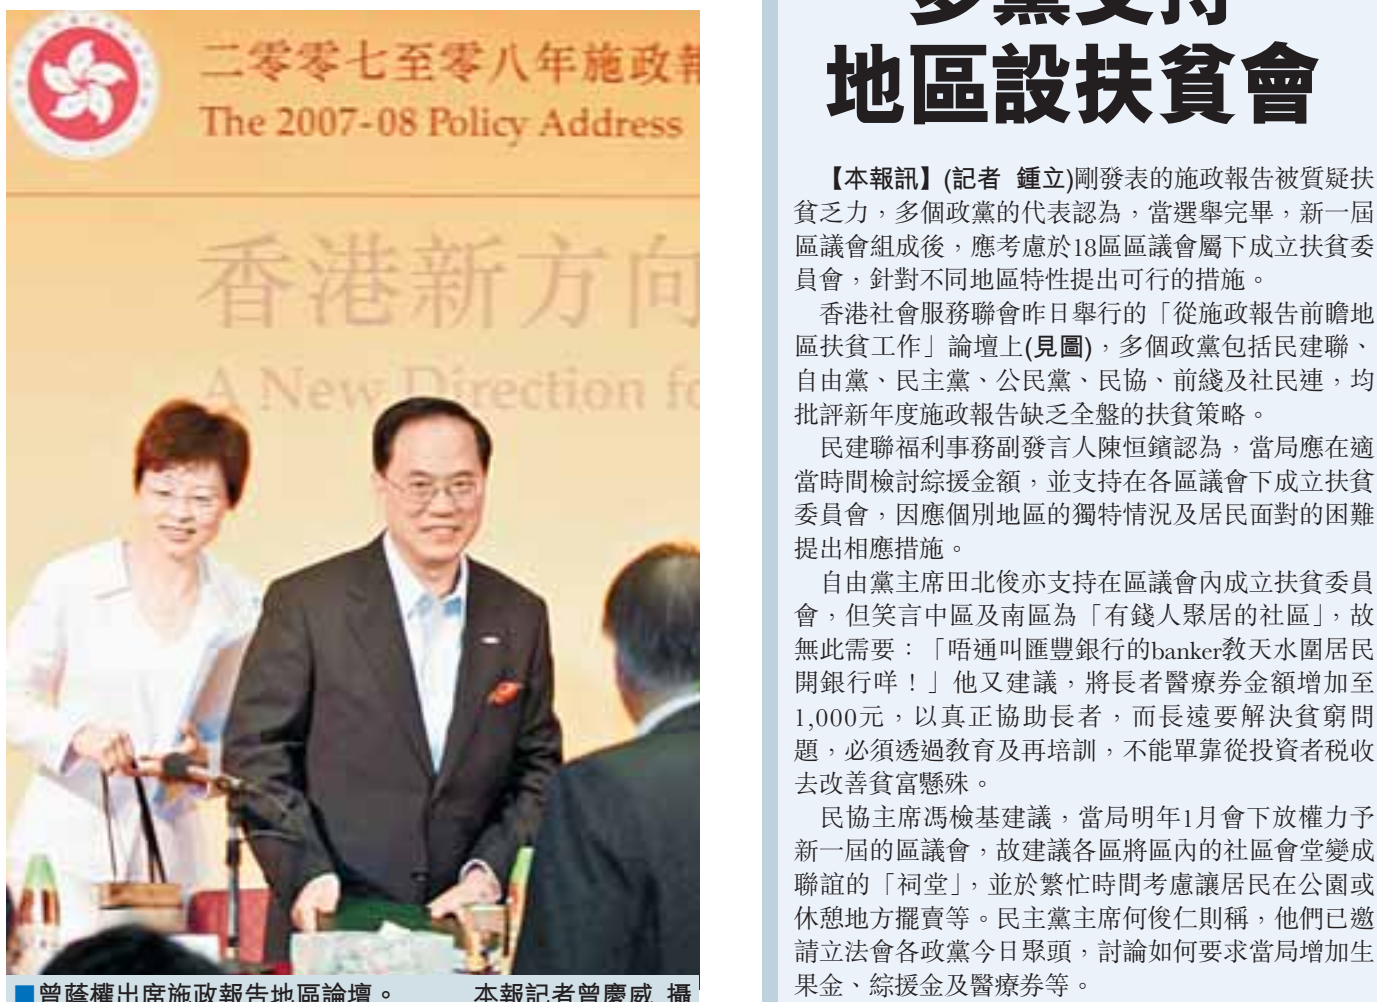 二零零七至零八年施政報
The 2007-08 Policy Address
香港新方向
A New Direction fo
■曾蔭權出席施政報告地區論壇。 本報記者曾慶威 攝
多黨支持
地區設扶貧會
【本報訊】(記者 鍾立)剛發表的施政報告被質疑扶
貧乏力，多個政黨的代表認為，當選舉完畢，新一屆
區議會組成後，應考慮於18區區議會屬下成立扶貧委
員會，針對不同地區特性提出可行的措施。
香港社會服務聯會昨日舉行的「從施政報告前瞻地
區扶貧工作」論壇上(見圖)，多個政黨包括民建聯、
自由黨、民主黨、公民黨、民協、前綫及社民連，均
批評新年度施政報告缺乏全盤的扶貧策略。
民建聯福利事務副發言人陳恒鑌認為，當局應在適
當時間檢討綜援金額，並支持在各區議會下成立扶貧
委員會，因應個別地區的獨特情況及居民面對的困難
提出相應措施。
自由黨主席田北俊亦支持在區議會內成立扶貧委員
會，但笑言中區及南區為「有錢人聚居的社區」，故
無此需要：「唔通叫匯豐銀行的banker教天水圍居民
開銀行咩！」他又建議，將長者醫療券金額增加至
1,000元，以真正協助長者，而長遠要解決貧窮問
題，必須透過教育及再培訓，不能單靠從投資者稅收
去改善貧富懸殊。
民協主席馮檢基建議，當局明年1月會下放權力予
新一屆的區議會，故建議各區將區內的社區會堂變成
聯誼的「祠堂」，並於繁忙時間考慮讓居民在公園或
休憩地方擺賣等。民主黨主席何俊仁則稱，他們已邀
請立法會各政黨今日聚頭，討論如何要求當局增加生
果金、綜援金及醫療券等。